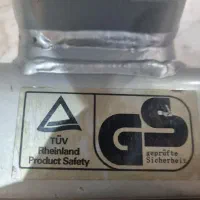 TÜV
Rheinland
Product Safety
GS
geprüfte
Sicherheit